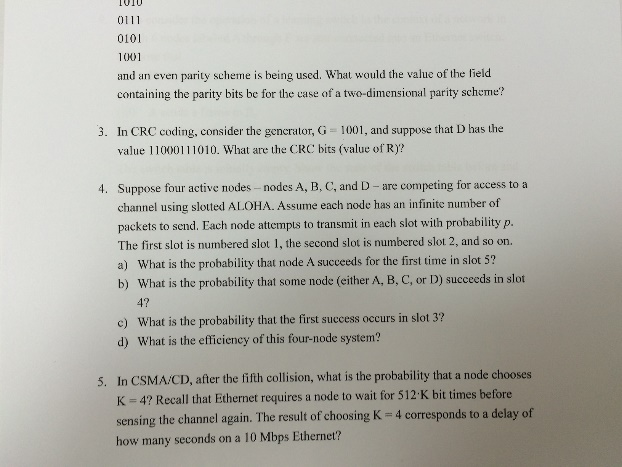 1010
0111
0101
1001
and an even parity scheme is being used. What would the value of the field
containing the parity bits be for the case of a two-dimensional parity scheme?
3. In CRC coding, consider the generator, G = 1001, and suppose that D has the
value 11000111010. What are the CRC bits (value of R)?
4. Suppose four active nodes – nodes A, B, C, and D – are competing for access to a
channel using slotted ALOHA. Assume each node has an infinite number of
packets to send. Each node attempts to transmit in each slot with probability p.
The first slot is numbered slot 1, the second slot is numbered slot 2, and so on.
a) What is the probability that node A succeeds for the first time in slot 5?
b) What is the probability that some node (either A, B, C, or D) succeeds in slot
4?
c) What is the probability that the first success occurs in slot 3?
d) What is the efficiency of this four-node system?
5. In CSMA/CD, after the fifth collision, what is the probability that a node chooses
K = 4? Recall that Ethernet requires a node to wait for 512·K bit times before
sensing the channel again. The result of choosing K = 4 corresponds to a delay of
how many seconds on a 10 Mbps Ethernet?